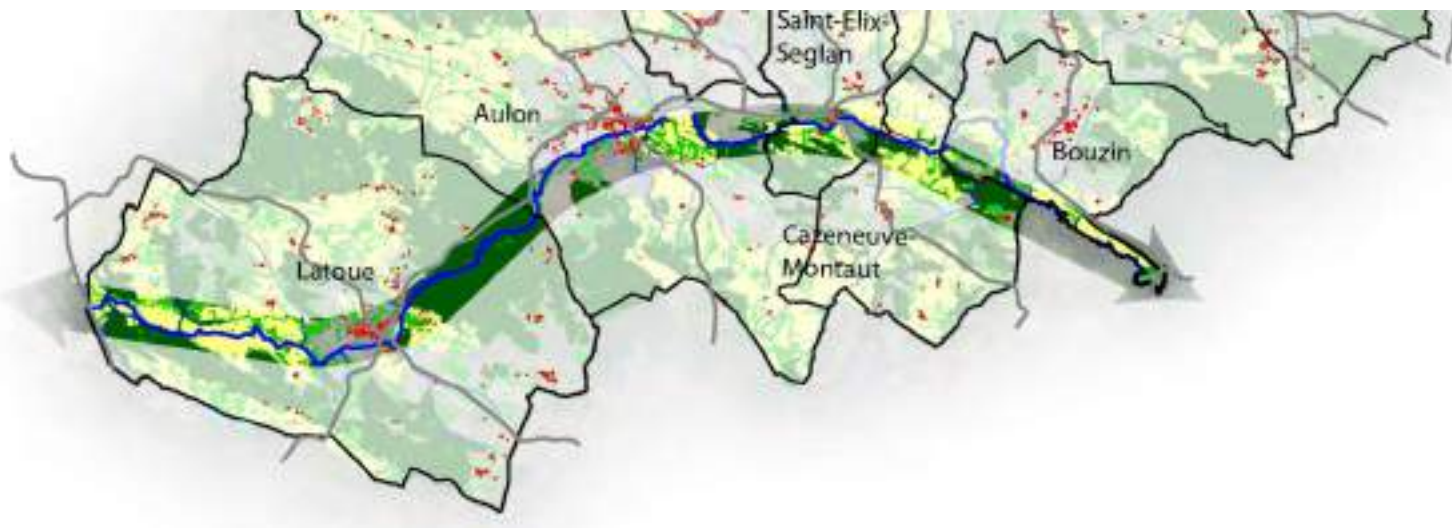 Saint-Elix-
Seglan
Aulon
Bouzin
Cazeneuve-
Montaut
Latoue